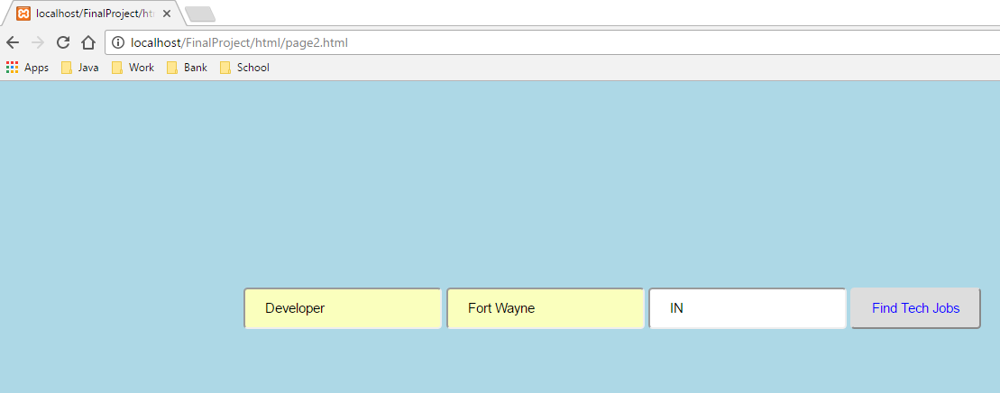 localhost/FinalProject/htm
localhost/FinalProject/html/page2.html
Apps Java Work Bank School
Developer Fort Wayne IN Find Tech Jobs